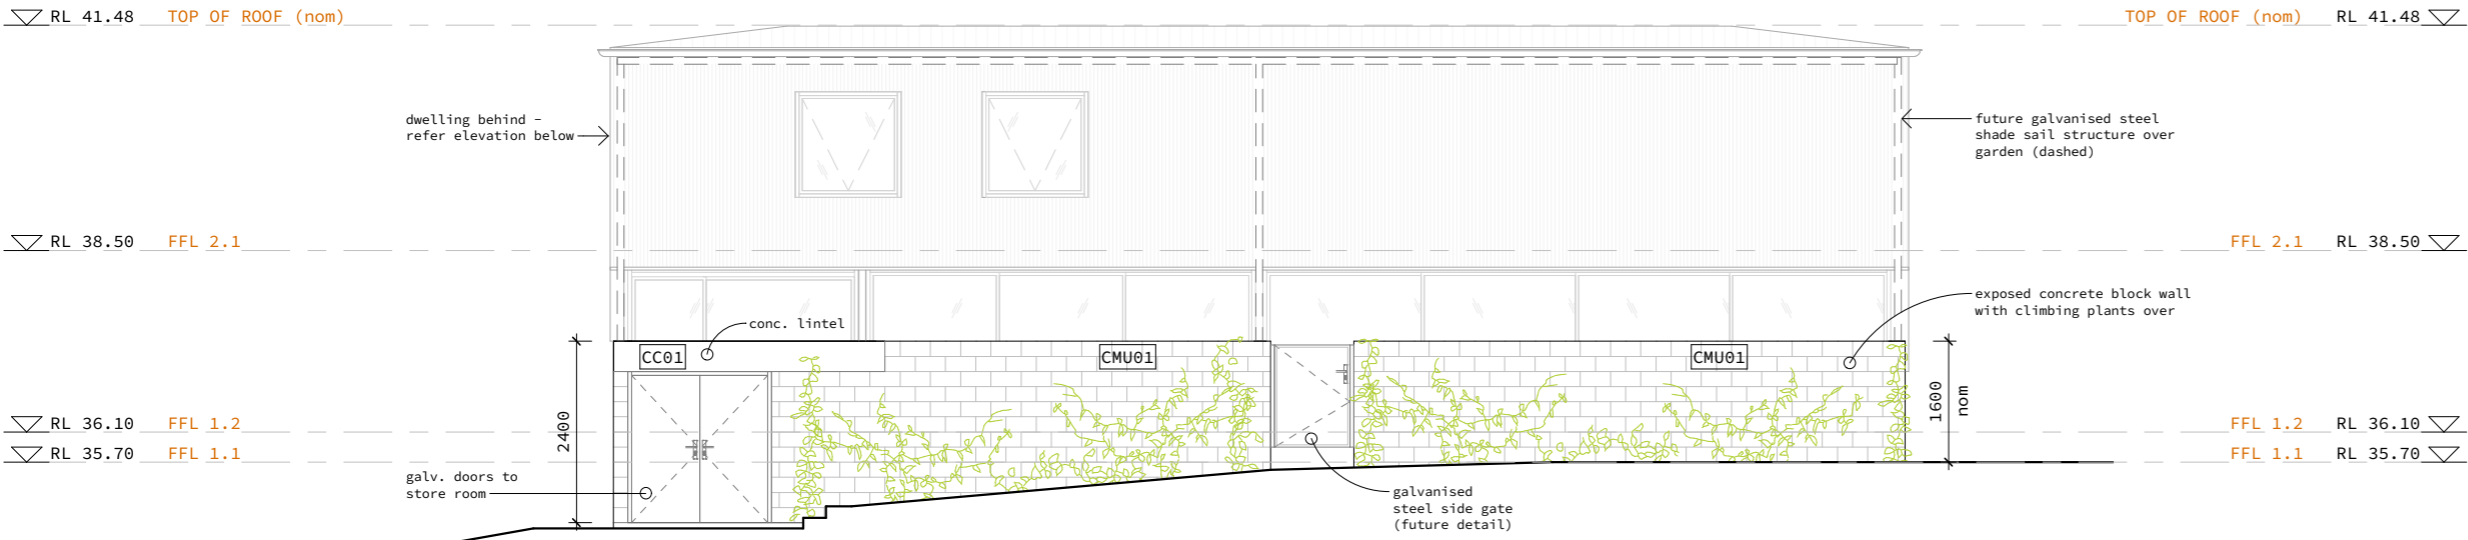 RL 41.48 TOP OF ROOF (nom)
TOP OF ROOF (nom) RL 41.48
dwelling behind –
refer elevation below
future galvanised steel
shade sail structure over
garden (dashed)
RL 38.50 FFL 2.1
FFL 2.1 RL 38.50
exposed concrete block wall
with climbing plants over
conc. lintel
CC01
CMU01
CMU01
2400
1600
nom
RL 36.10 FFL 1.2
FFL 1.2 RL 36.10
RL 35.70 FFL 1.1
FFL 1.1 RL 35.70
galv. doors to
store room
galvanised
steel side gate
(future detail)